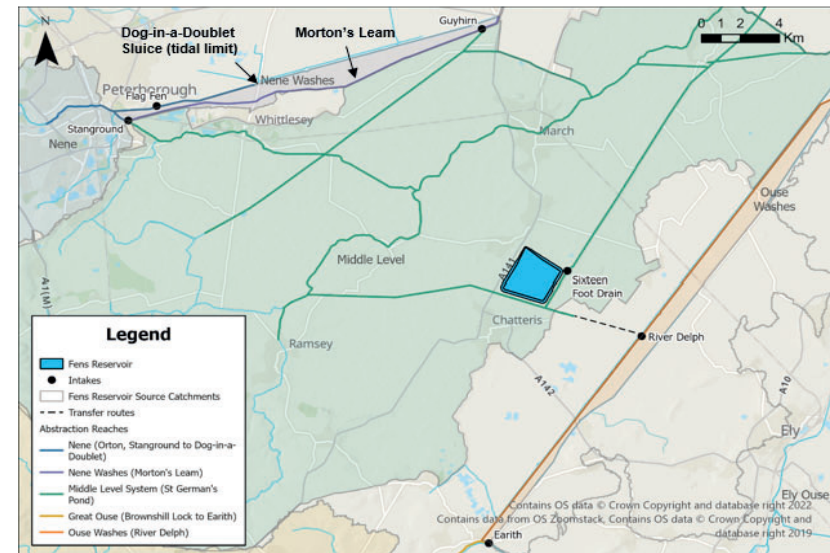 N
Dog-in-a-Doublet
Sluice (tidal limit)
Morton's Leam
Guyhirn
0 1 2 4
Km
Nene Washes
Peterborough
Flag Fen
Stanground
Whittlesey
Nene
March
Ouse
Washes
A141
Middle Level
Sixteen
Foot Drain
A1(M)
Chatteris
River Delph
Ramsey
A142
A10
Ely
Ely Ouse
Earith
Legend
Fens Reservoir
Intakes
Fens Reservoir Source Catchments
Transfer routes
Abstraction Reaches
Nene (Orton, Stanground to Dog-in-a-
Doublet)
Nene Washes (Morton's Leam)
Middle Level System (St German's
Pond)
Great Ouse (Brownshill Lock to Earith)
Ouse Washes (River Delph)
Contains OS data © Crown Copyright and database right 2022
Contains data from OS Zoomstack, Contains OS data © Crown Copyright and
database right 2019